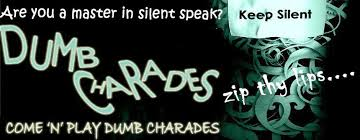 Are you a master in silent speak?
Keep Silent
DUMB
CHARADES
zip thy lips....
COME 'N' PLAY DUMB CHARADES